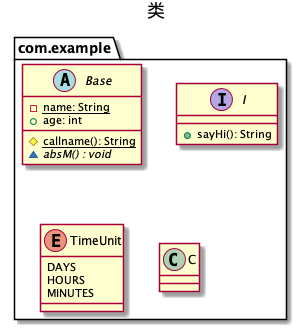 类
com.example
A Base
name: String
age: int
callname(): String
absM() : void
I I
sayHi(): String
E TimeUnit
DAYS
HOURS
MINUTES
C C